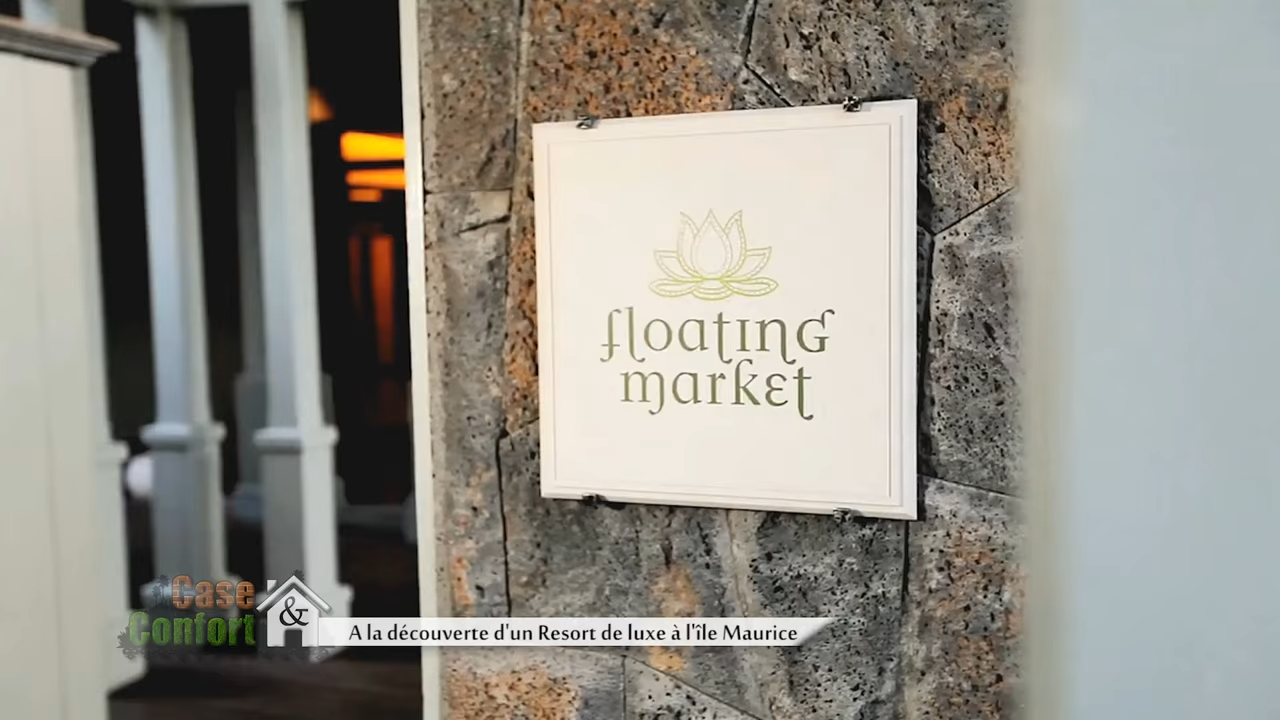 floating
market
Case
&
Confort
A la découverte d'un Resort de luxe à l'île Maurice